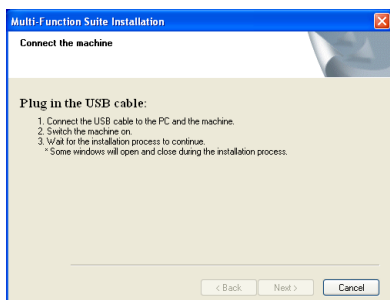 Multi-Function Suite Installation
Connect the machine
Plug in the USB cable:
1. Connect the USB cable to the PC and the machine.
2. Switch the machine on.
3. Wait for the installation process to continue.
* Some windows will open and close during the installation process.
< Back Next > Cancel